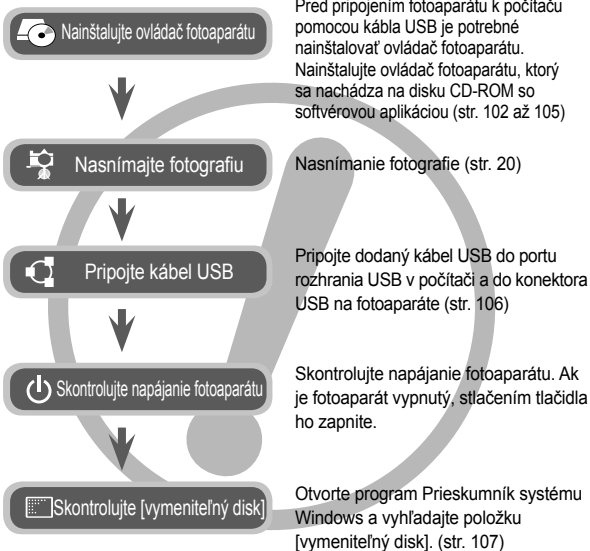 Nainštalujte ovládač fotoaparátu
Pred pripojením fotoaparátu k počítaču
pomocou kábla USB je potrebné
nainštalovať ovládač fotoaparátu.
Nainštalujte ovládač fotoaparátu, ktorý
sa nachádza na disku CD-ROM so
softvérovou aplikáciou (str. 102 až 105)
Nasnímajte fotografiu
Nasnímanie fotografie (str. 20)
Pripojte kábel USB
Pripojte dodaný kábel USB do portu
rozhrania USB v počítači a do konektora
USB na fotoaparáte (str. 106)
Skontrolujte napájanie fotoaparátu
Skontrolujte napájanie fotoaparátu. Ak
je fotoaparát vypnutý, stlačením tlačidla
ho zapnite.
Skontrolujte [vymeniteľný disk]
Otvorte program Prieskumník systému
Windows a vyhľadajte položku
[vymeniteľný disk]. (str. 107)